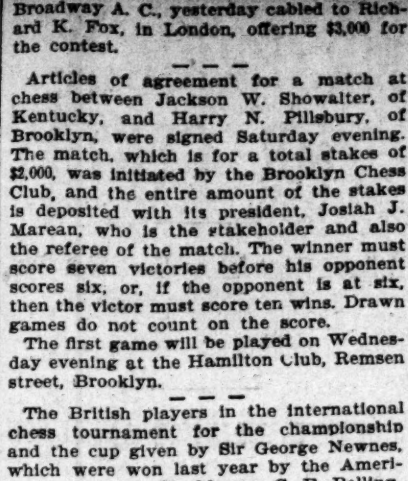 Broadway A. C., yesterday cabled to Rich-
ard K. Fox, in London, offering $3,000 for
the contest.
Articles of agreement for a match at
chess between Jackson W. Showalter, of
Kentucky, and Harry N. Pillsbury, of
Brooklyn, were signed Saturday evening.
The match, which is for a total stakes of
$2,000, was initiated by the Brooklyn Chess
Club, and the entire amount of the stakes
is deposited with its president, Josiah J.
Marean, who is the stakeholder and also
the referee of the match. The winner must
score seven victories before his opponent
scores six, or, if the opponent is at six,
then the victor must score ten wins. Drawn
games do not count on the score.
The first game will be played on Wednes-
day evening at the Hamilton Club, Remsen
street, Brooklyn.
The British players in the international
chess tournament for the championship
and the cup given by Sir George Newnes,
which were won last year by the Ameri-